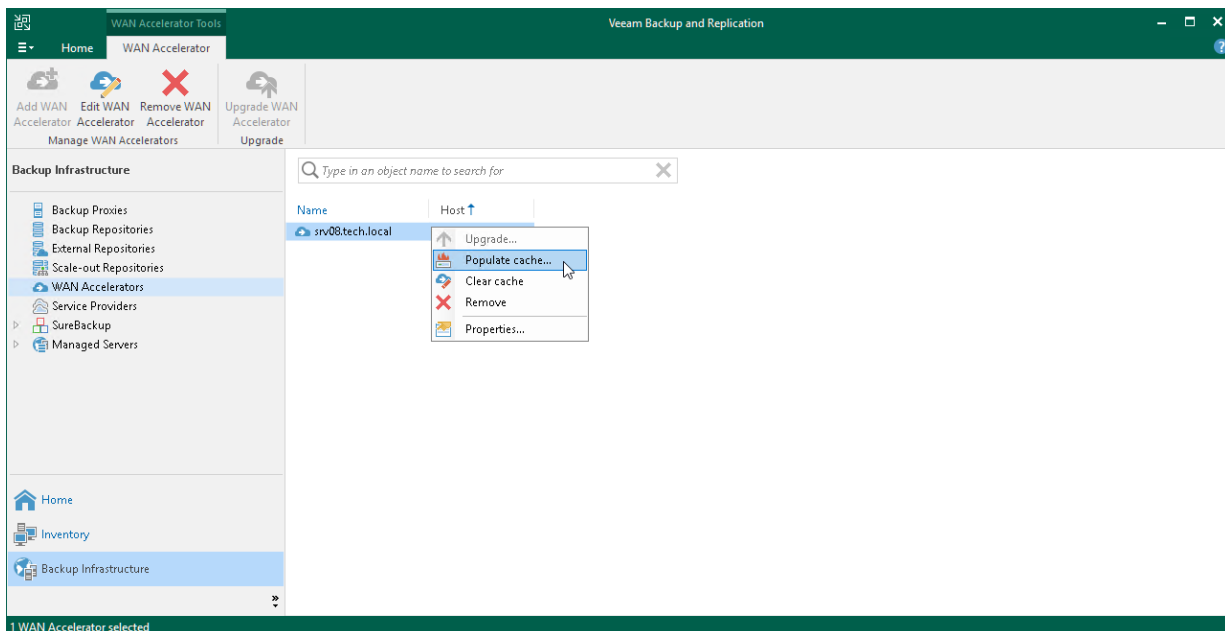 WAN Accelerator Tools
Veeam Backup and Replication
Home
WAN Accelerator
Add WAN Accelerator
Edit WAN Accelerator
Remove WAN Accelerator
Upgrade WAN Accelerator
Manage WAN Accelerators
Upgrade
Backup Infrastructure
Type in an object name to search for
Backup Proxies
Backup Repositories
External Repositories
Scale-out Repositories
WAN Accelerators
Service Providers
SureBackup
Managed Servers
Name
Host
srv08.tech.local
Upgrade...
Populate cache...
Clear cache
Remove
Properties...
Home
Inventory
Backup Infrastructure
1 WAN Accelerator selected